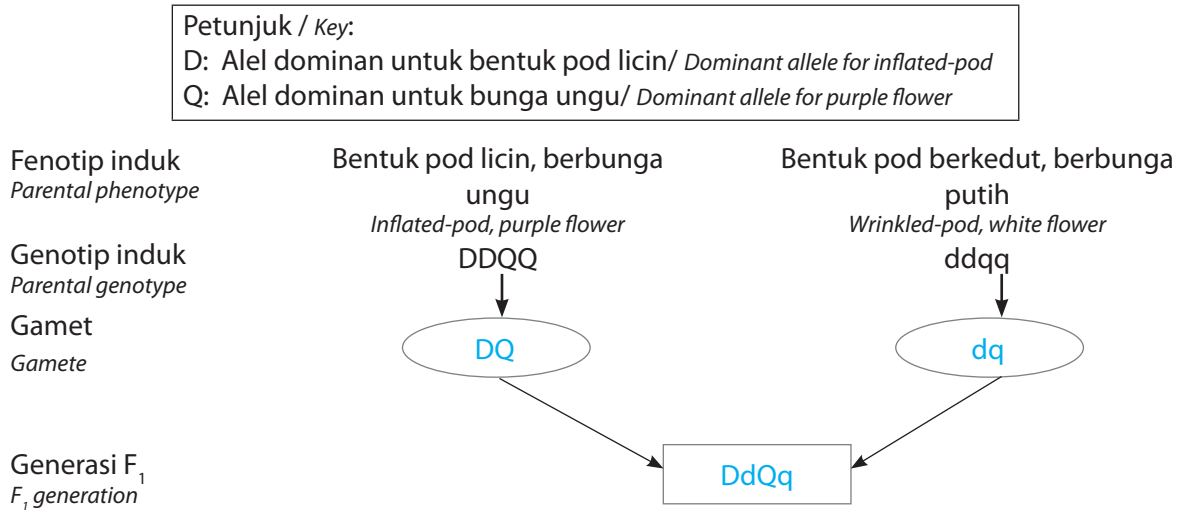 Petunjuk / Key:
D: Alel dominan untuk bentuk pod licin/ Dominant allele for inflated-pod
Q: Alel dominan untuk bunga ungu/ Dominant allele for purple flower
Fenotip induk
Parental phenotype
Bentuk pod licin, berbunga
ungu
Inflated-pod, purple flower
Bentuk pod berkedut, berbunga
putih
Wrinkled-pod, white flower
Genotip induk
Parental genotype
DDQQ
ddqq
Gamet
Gamete
DQ
dq
Generasi F1
F1 generation
DdQq